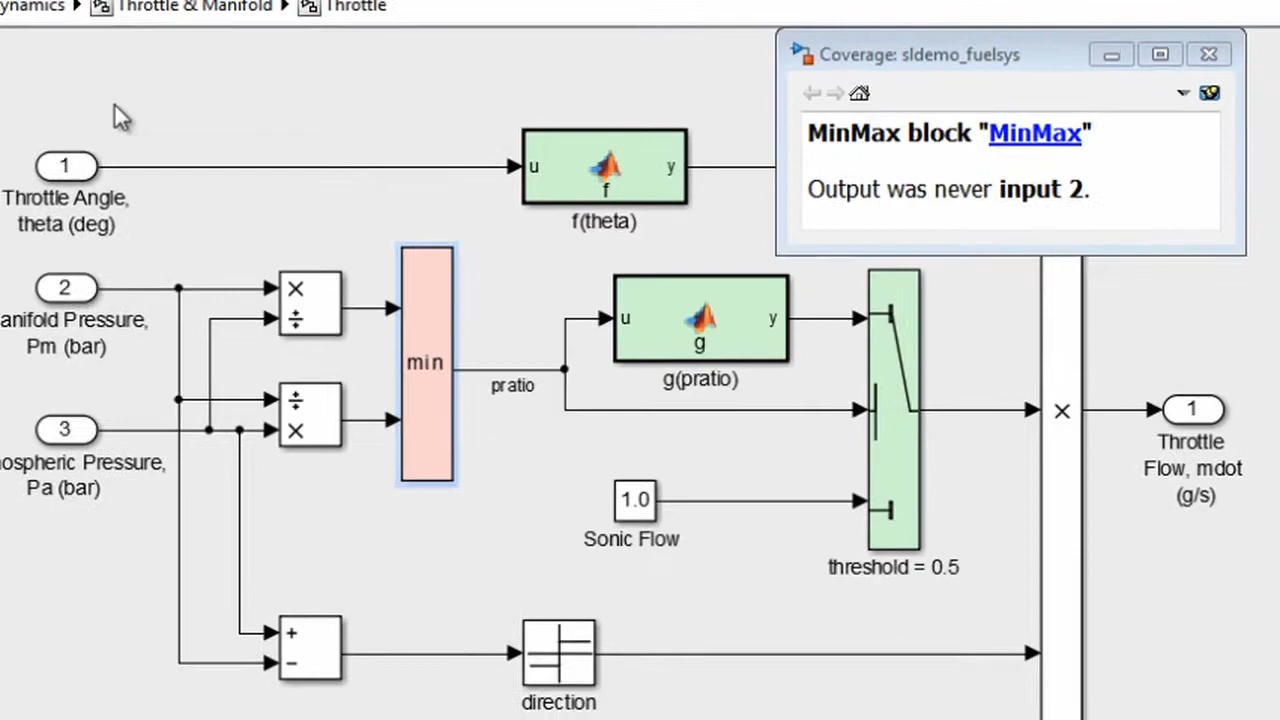 Throttle & Manifold
Throttle
Coverage: sldemo_fuelsys
MinMax block "MinMax"
Output was never input 2.
1
u
f
y
Throttle Angle,
theta (deg)
f(theta)
2
×
÷
Pressure,
Pm (bar)
min
u
g
y
pratio
g(pratio)
÷
×
3
Pressure,
Pa (bar)
×
1
Throttle
Flow, mdot
(g/s)
1.0
Sonic Flow
threshold = 0.5
+
−
direction